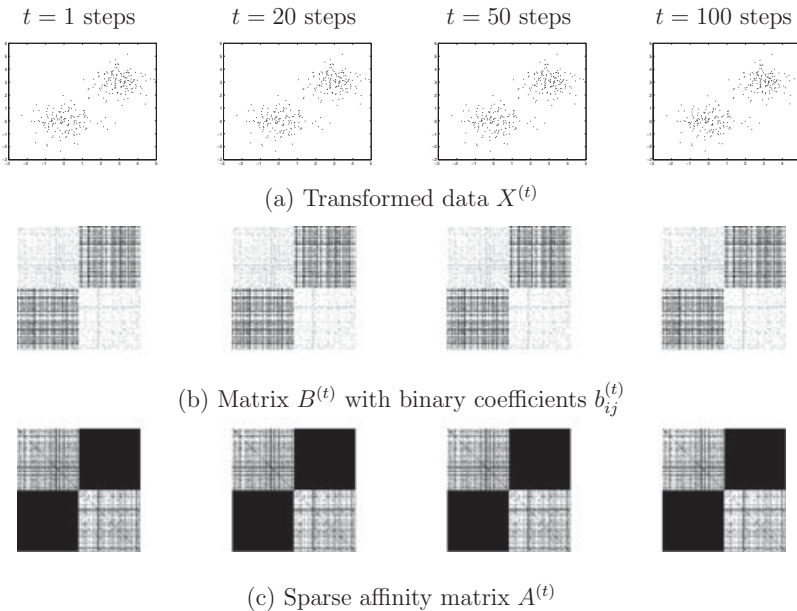 t = 1 steps t = 20 steps t = 50 steps t = 100 steps
(a) Transformed data X^{(t)}
(b) Matrix B^{(t)} with binary coefficients b_{ij}^{(t)}
(c) Sparse affinity matrix A^{(t)}